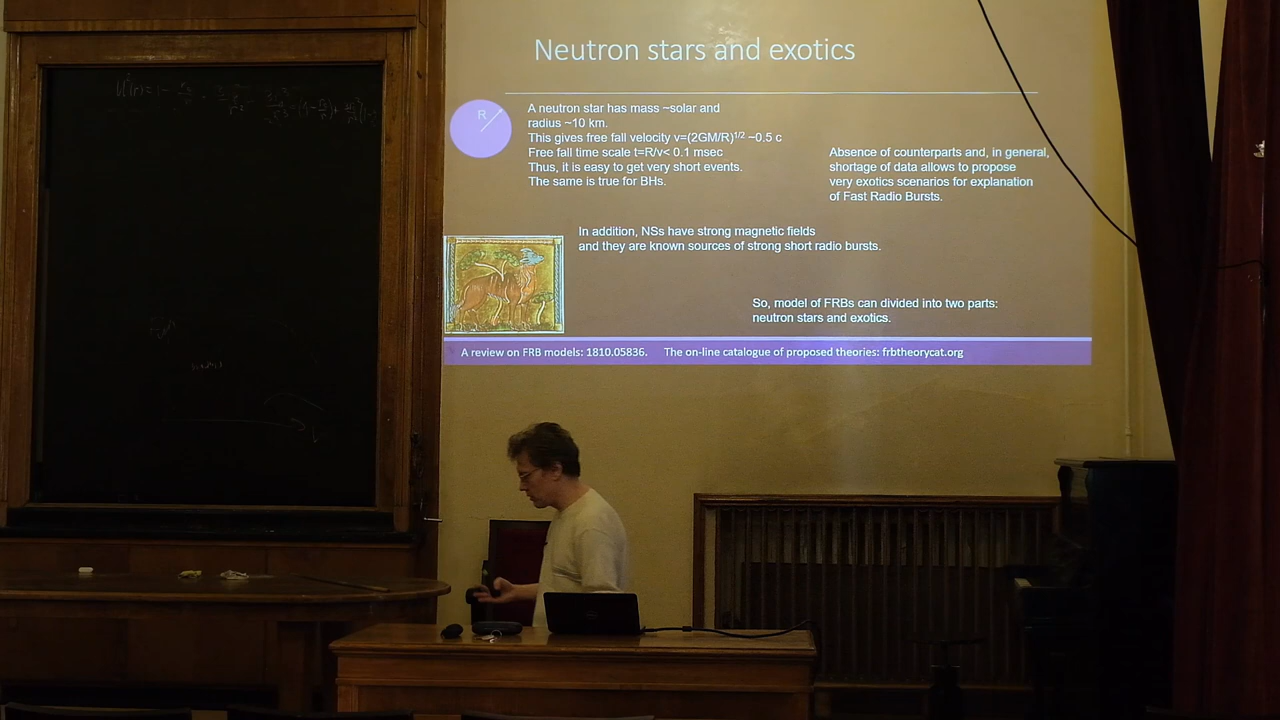 Neutron stars and exotics
R
A neutron star has mass ~solar and
radius ~10 km.
This gives free fall velocity v=(2GM/R)^1/2 ~0.5 c
Free fall time scale t=R/v< 0.1 msec
Thus, it is easy to get very short events.
The same is true for BHs.
Absence of counterparts and, in general,
shortage of data allows to propose
very exotics scenarios for explanation
of Fast Radio Bursts.
In addition, NSs have strong magnetic fields
and they are known sources of strong short radio bursts.
So, model of FRBs can divided into two parts:
neutron stars and exotics.
A review on FRB models: 1810.05836. The on-line catalogue of proposed theories: frbtheorycat.org